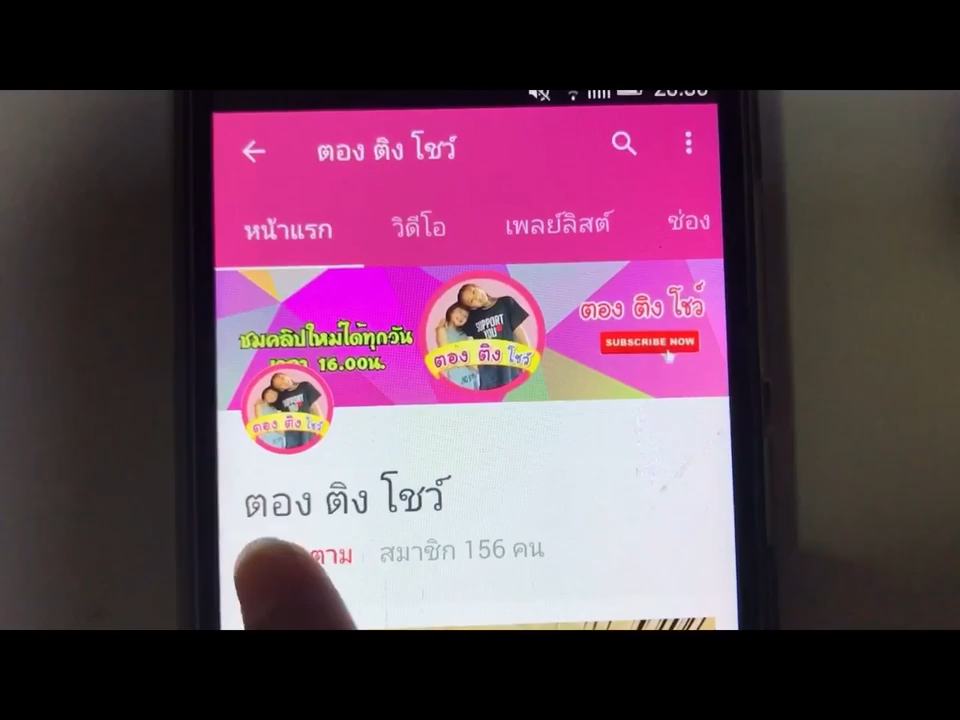 ตอง ติง โชว์
หน้าแรก วิดีโอ เพลย์ลิสต์ ช่อง
ชมคลิปใหม่ได้ทุกวัน
16.00น.
SUPPORT
YOU
ตอง ติง โชว์
ตอง ติง โชว์
SUBSCRIBE NOW
ตอง ติง โชว์
ตอง ติง โชว์
สมาชิก 156 คน